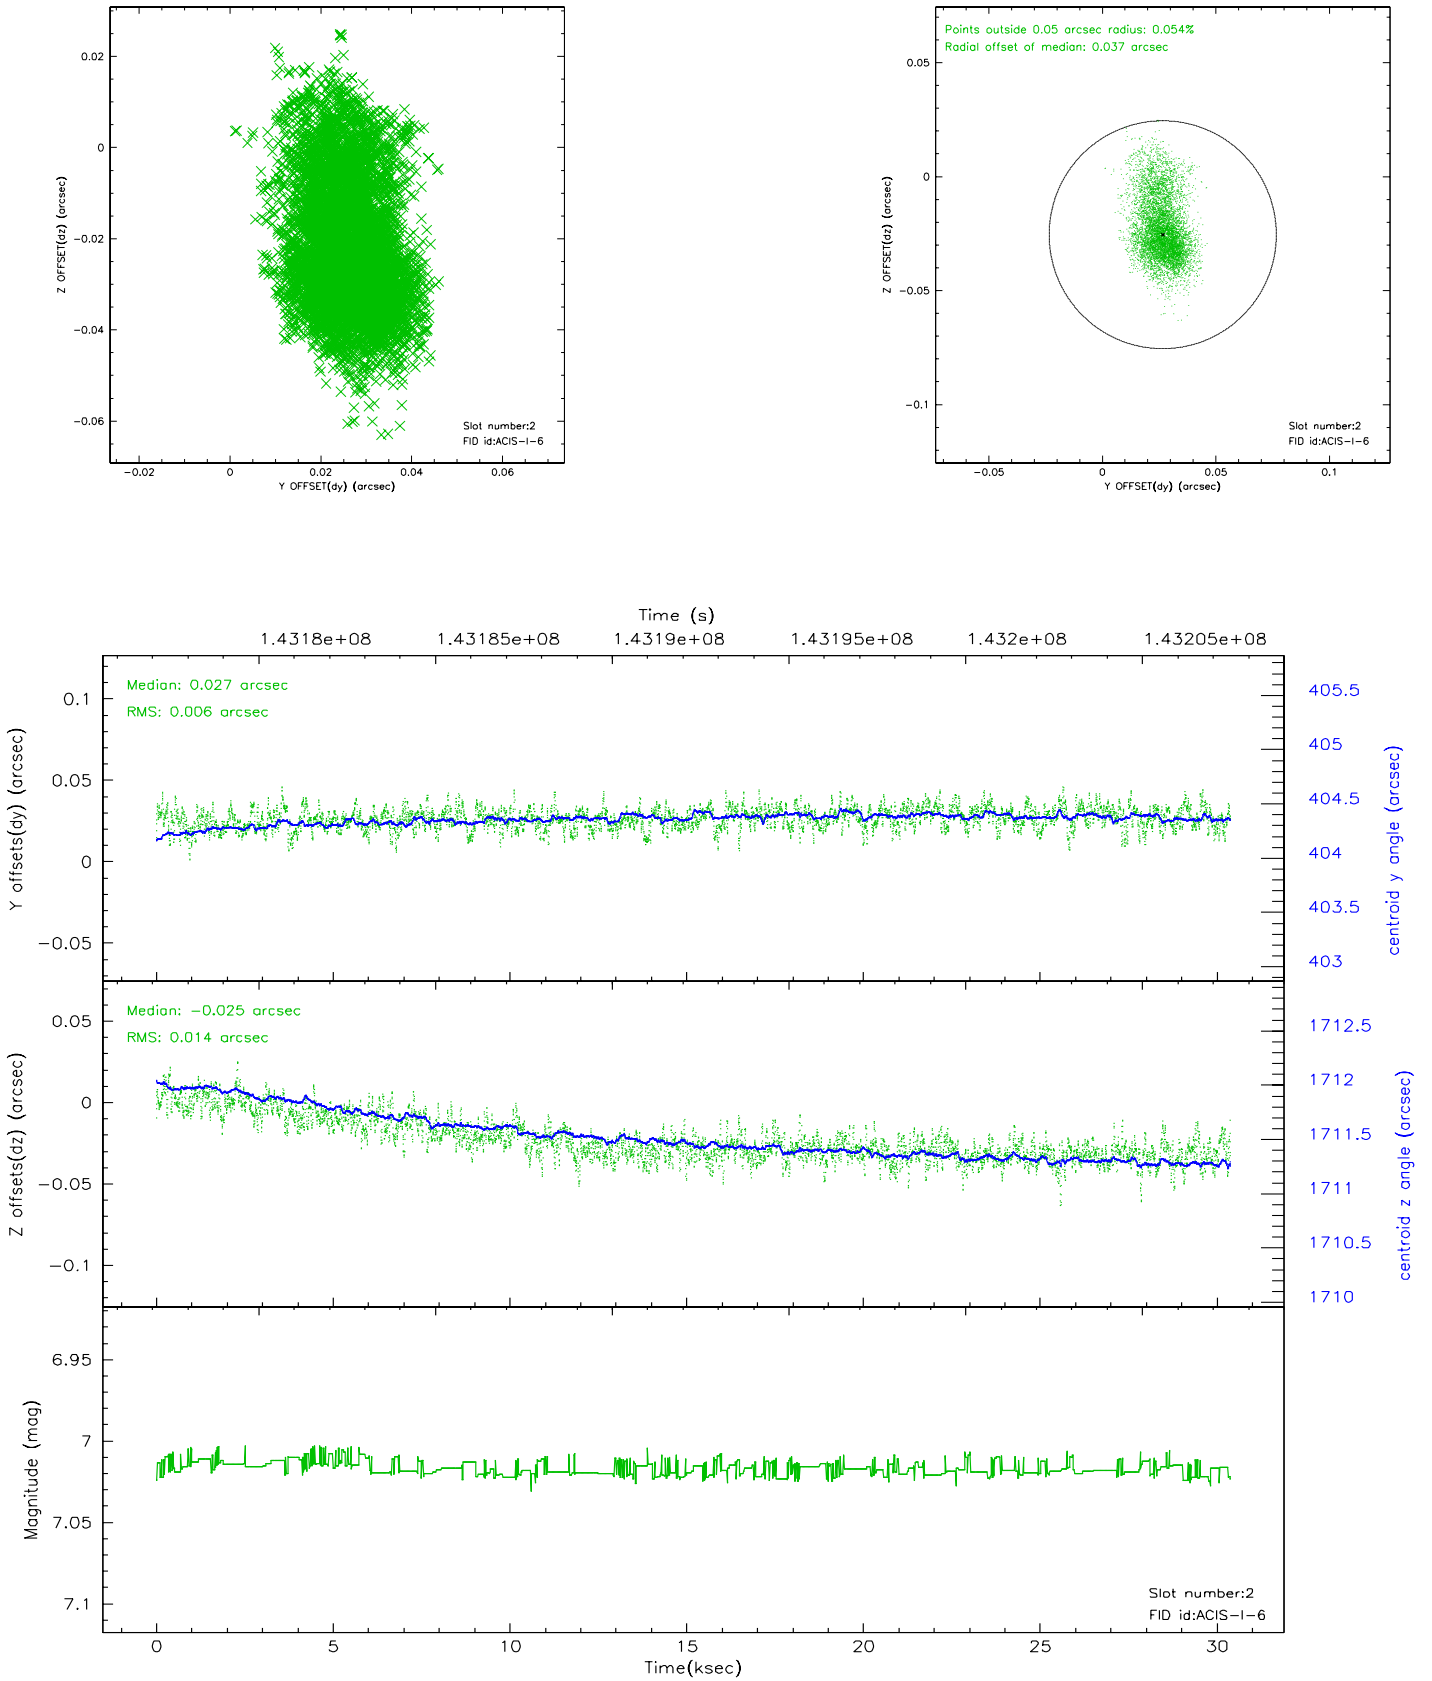 0.02
0
−0.02
−0.04
−0.06
Z OFFSET(dz) (arcsec)
−0.02 0 0.02 0.04 0.06
Y OFFSET(dy) (arcsec)
Slot number:2
FID id:ACIS−I−6
Points outside 0.05 arcsec radius: 0.054%
Radial offset of median: 0.037 arcsec
0.05
0
−0.05
−0.1
Z OFFSET(dz) (arcsec)
−0.05 0 0.05 0.1
Y OFFSET(dy) (arcsec)
Slot number:2
FID id:ACIS−I−6
Time (s)
1.4318e+08 1.43185e+08 1.4319e+08 1.43195e+08 1.432e+08 1.43205e+08
Median: 0.027 arcsec
RMS: 0.006 arcsec
0.1
0.05
0
−0.05
Y offsets(dy) (arcsec)
405.5
405
404.5
404
403.5
403
centroid y angle (arcsec)
Median: −0.025 arcsec
RMS: 0.014 arcsec
0.05
0
−0.05
−0.1
Z offsets(dz) (arcsec)
1712.5
1712
1711.5
1711
1710.5
1710
centroid z angle (arcsec)
6.95
7
7.05
7.1
Magnitude (mag)
Slot number:2
FID id:ACIS−I−6
0 5 10 15 20 25 30
Time(ksec)